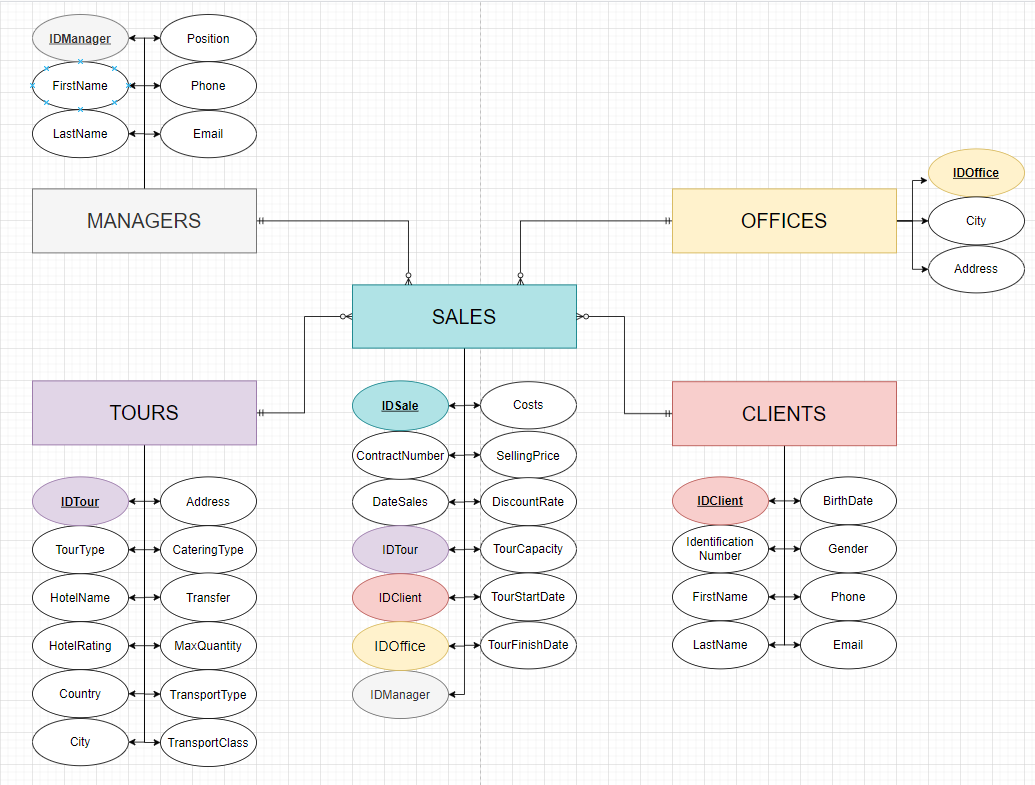 IDManager
Position
FirstName
Phone
LastName
Email
MANAGERS
OFFICES
IDOffice
City
Address
SALES
TOURS
CLIENTS
IDTour
Address
TourType
CateringType
HotelName
Transfer
HotelRating
MaxQuantity
Country
TransportType
City
TransportClass
IDSale
Costs
ContractNumber
SellingPrice
DateSales
DiscountRate
IDTour
TourCapacity
IDClient
TourStartDate
IDOffice
TourFinishDate
IDManager
IDClient
BirthDate
Identification
Number
Gender
FirstName
Phone
LastName
Email